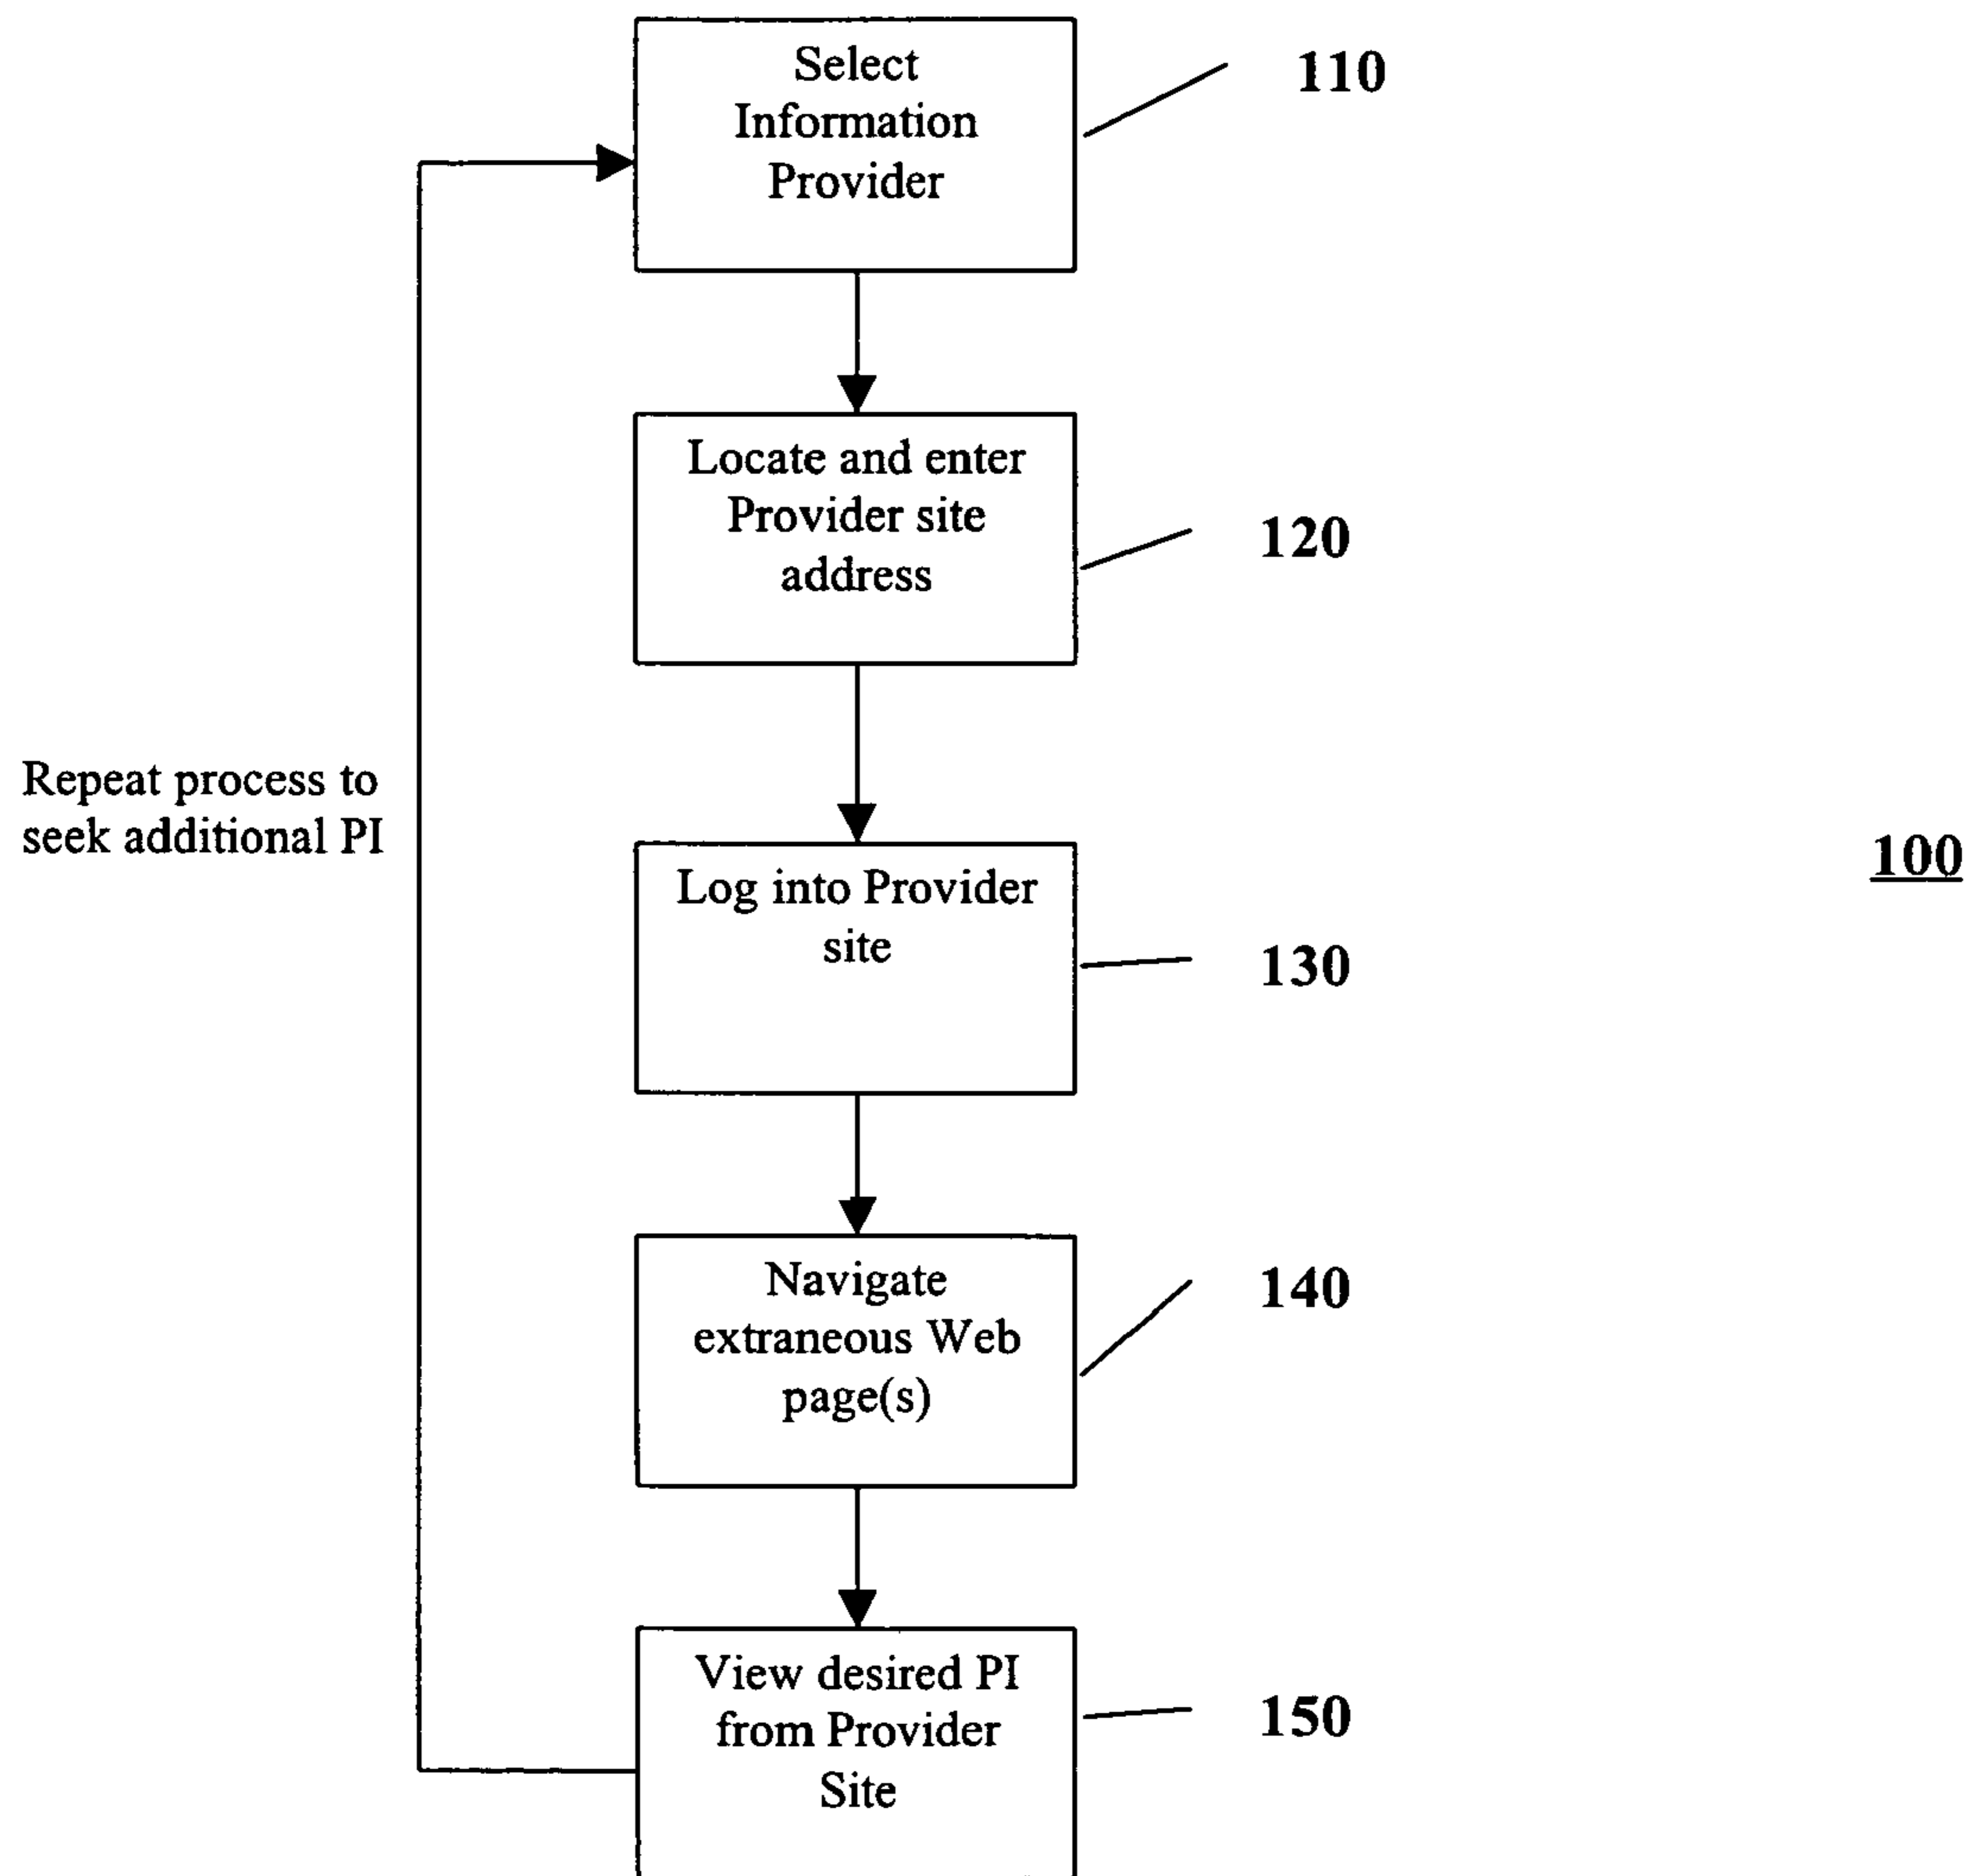 Select
Information
Provider
110
Locate and enter
Provider site
address
120
Repeat process to
seek additional PI
Log into Provider
site
130
100
Navigate
extraneous Web
page(s)
140
View desired PI
from Provider
Site
150